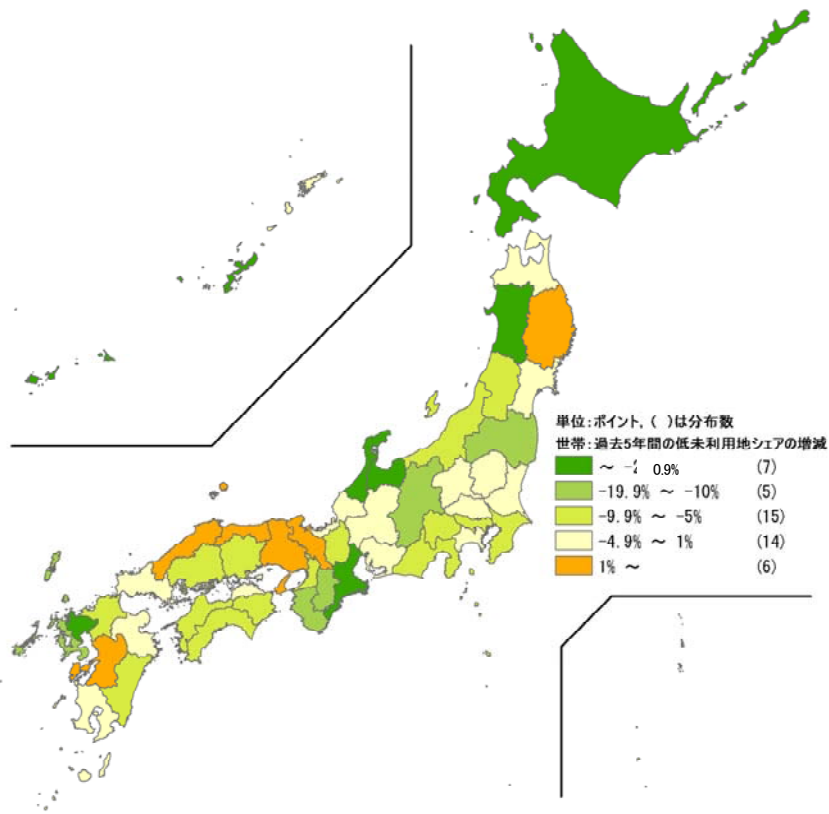 単位：ポイント，（ ）は分布数
世帯：過去5年間の低未利用地シェアの増減
～ 0.9% (7)
-19.9% ～ -10% (5)
-9.9% ～ -5% (15)
-4.9% ～ 1% (14)
1% ～ (6)